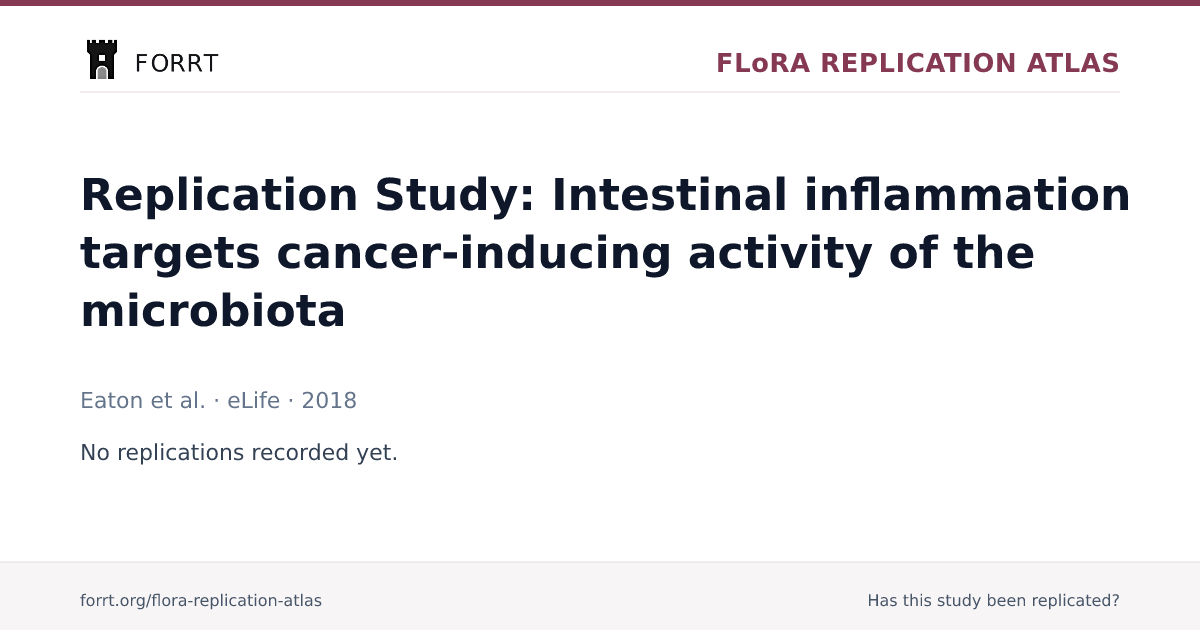 FORRT
FLoRA REPLICATION ATLAS
Replication Study: Intestinal inflammation
targets cancer-inducing activity of the
microbiota
Eaton et al. · eLife · 2018
No replications recorded yet.
forrt.org/flora-replication-atlas
Has this study been replicated?